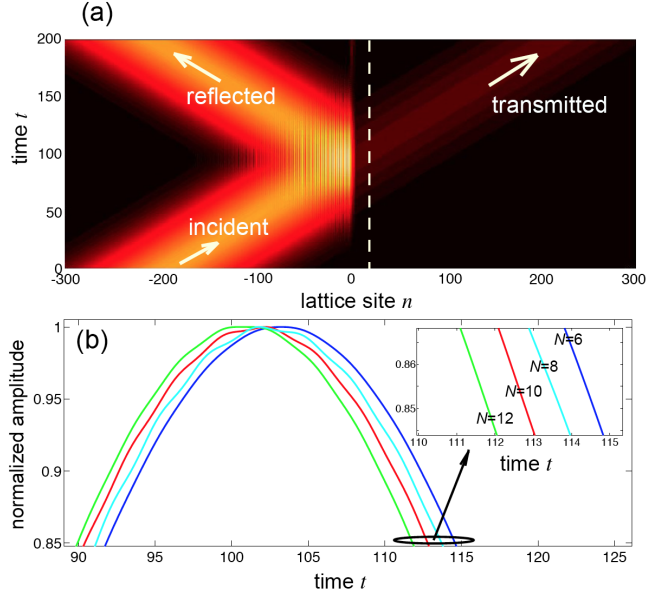 (a)
200
150
100
50
0
time t
reflected
transmitted
incident
-300
-200
-100
0
100
200
300
lattice site n
(b)
1
0.95
0.9
0.85
normalized amplitude
90
95
100
105
110
115
120
125
time t
0.86
0.85
N=6
N=8
N=10
N=12
110
111
112
113
114
115
time t